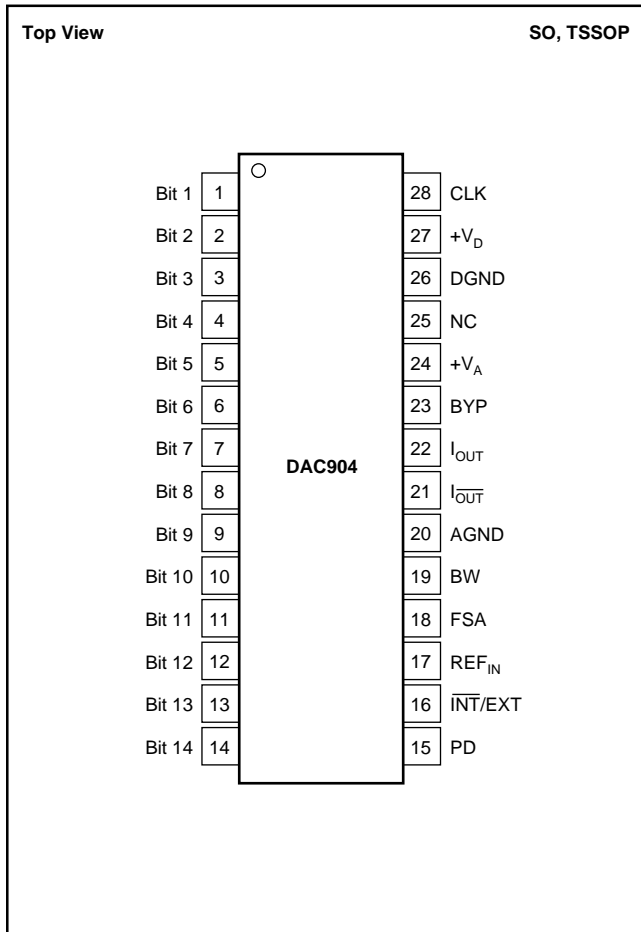 Top View SO, TSSOP
Bit 1 1 28 CLK
Bit 2 2 27 +V_D
Bit 3 3 26 DGND
Bit 4 4 25 NC
Bit 5 5 24 +V_A
Bit 6 6 23 BYP
Bit 7 7 22 I_OUT
DAC904
Bit 8 8 21 I_O̅U̅T̅
Bit 9 9 20 AGND
Bit 10 10 19 BW
Bit 11 11 18 FSA
Bit 12 12 17 REF_IN
Bit 13 13 16 I̅N̅T̅/EXT
Bit 14 14 15 PD